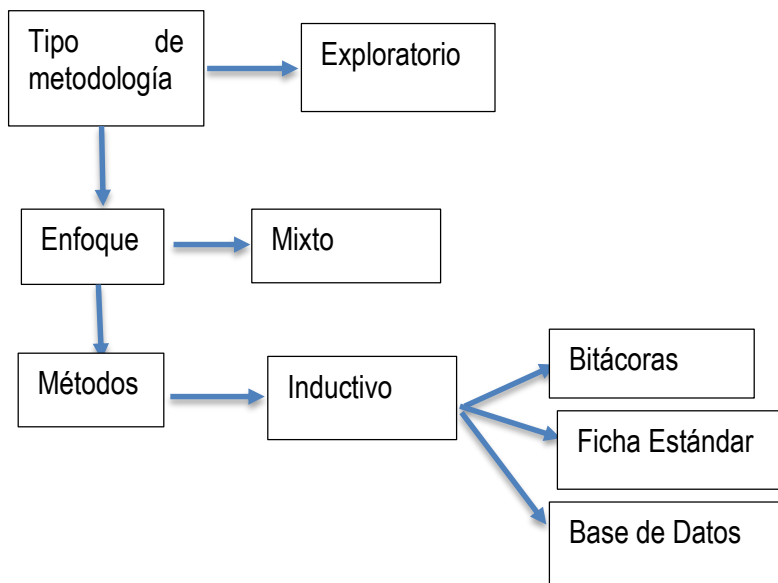 Tipo de
metodología
Exploratorio
Enfoque
Mixto
Métodos
Inductivo
Bitácoras
Ficha Estándar
Base de Datos